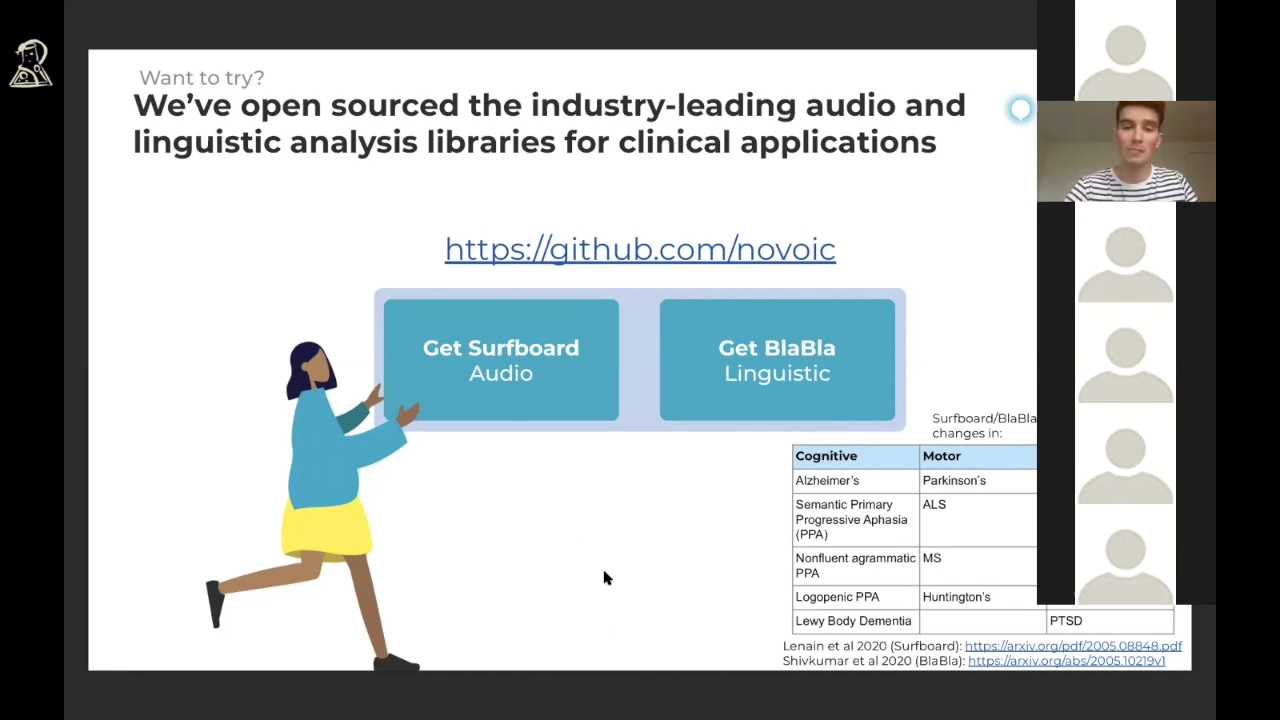 Want to try?
We've open sourced the industry-leading audio and
linguistic analysis libraries for clinical applications
https://github.com/novoic
Get Surfboard
Audio
Get BlaBla
Linguistic
Surfboard/BlaBla
changes in:
Cognitive Motor
Alzheimer's Parkinson's
Semantic Primary ALS
Progressive Aphasia
(PPA)
Nonfluent agrammatic MS
PPA
Logopenic PPA Huntington's
Lewy Body Dementia PTSD
Lenain et al 2020 (Surfboard): https://arxiv.org/pdf/2005.08848.pdf
Shivkumar et al 2020 (BlaBla): https://arxiv.org/abs/2005.10219v1